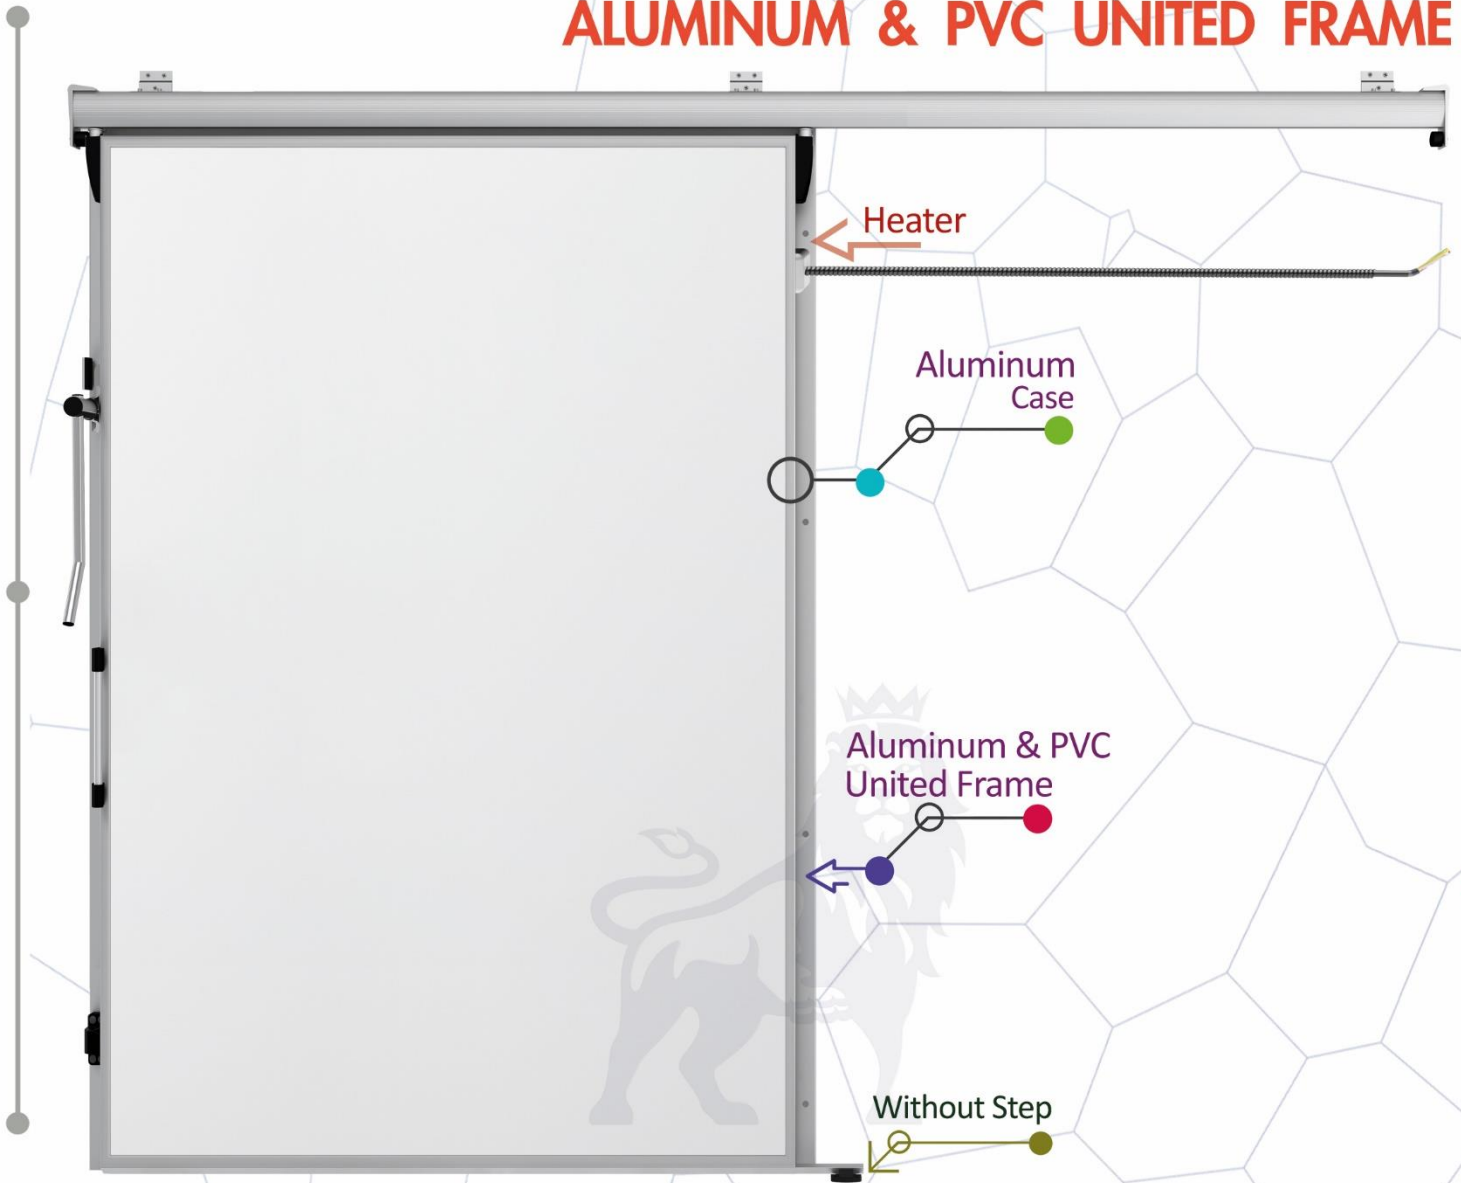 ALUMINUM & PVC UNITED FRAME
Heater
Aluminum
Case
Aluminum & PVC
United Frame
Without Step